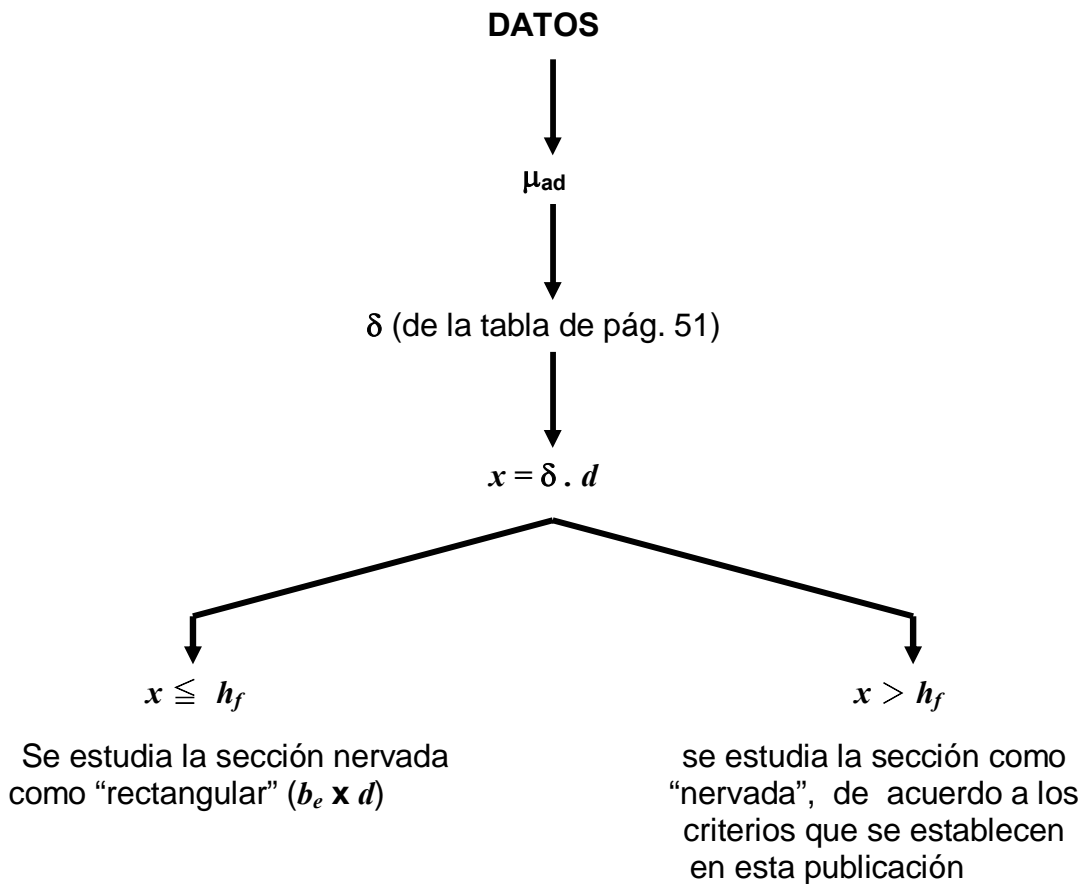 DATOS
μad
δ (de la tabla de pág. 51)
x = δ . d
x ≦ hf
Se estudia la sección nervada
como “rectangular” (be x d)
x > hf
se estudia la sección como
“nervada”, de acuerdo a los
criterios que se establecen
en esta publicación